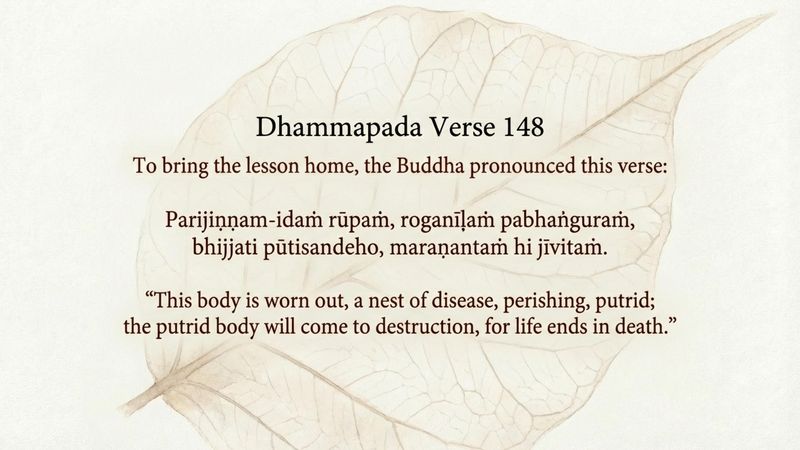 Dhammapada Verse 148
To bring the lesson home, the Buddha pronounced this verse:
Parijiṇṇam-idaṁ rūpaṁ, roganīḷaṁ pabhaṅguraṁ,
bhijjati pūtisandeho, maraṇantaṁ hi jīvitaṁ.
“This body is worn out, a nest of disease, perishing, putrid;
the putrid body will come to destruction, for life ends in death.”